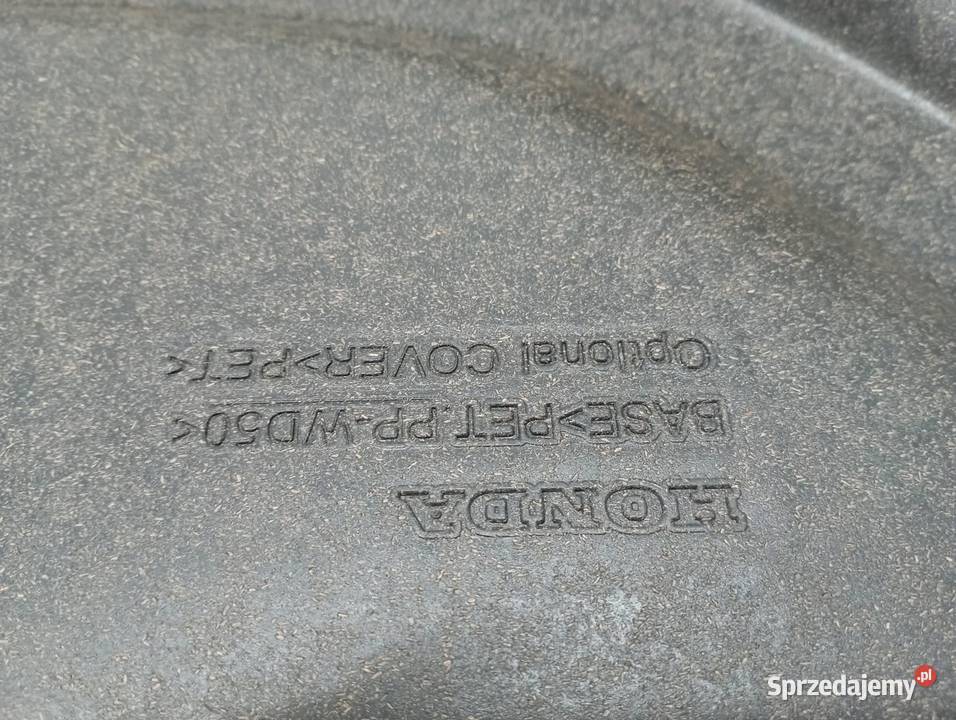 HONDA
BASE>PET.PP-WD50<
Optional COVER>PET<
Sprzedajemy.pl